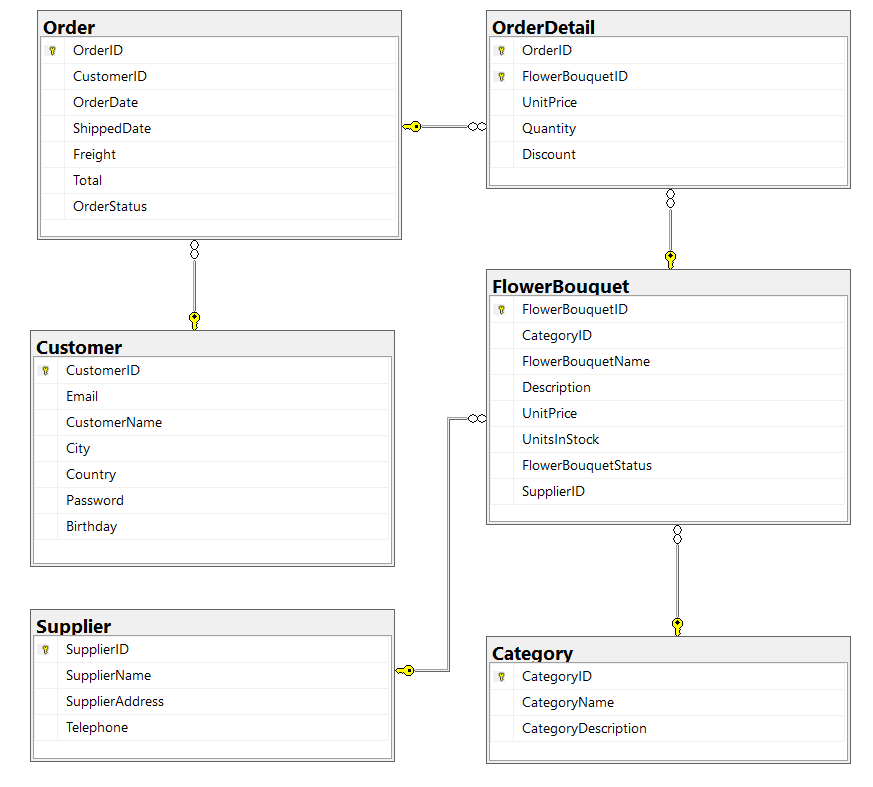 Order
OrderID
CustomerID
OrderDate
ShippedDate
Freight
Total
OrderStatus
OrderDetail
OrderID
FlowerBouquetID
UnitPrice
Quantity
Discount
Customer
CustomerID
Email
CustomerName
City
Country
Password
Birthday
FlowerBouquet
FlowerBouquetID
CategoryID
FlowerBouquetName
Description
UnitPrice
UnitsInStock
FlowerBouquetStatus
SupplierID
Supplier
SupplierID
SupplierName
SupplierAddress
Telephone
Category
CategoryID
CategoryName
CategoryDescription